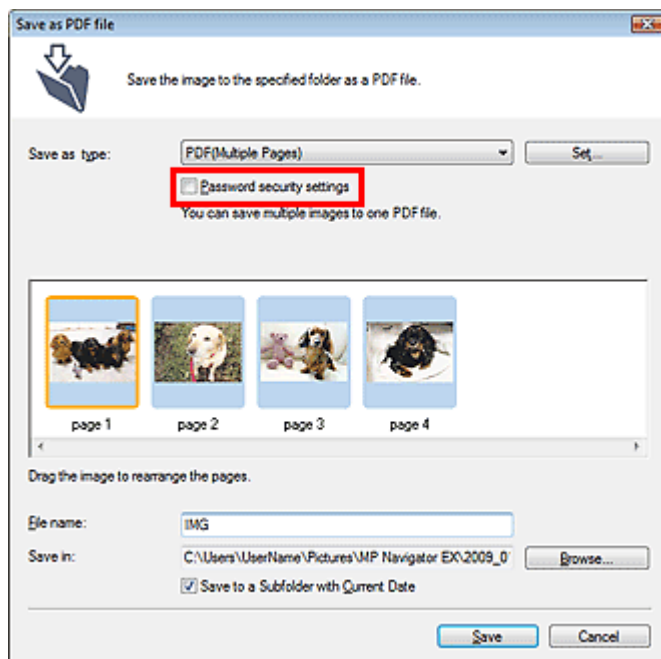 Save as PDF file
Save the image to the specified folder as a PDF file.
Save as type: PDF(Multiple Pages) Set...
Password security settings
You can save multiple images to one PDF file.
page 1 page 2 page 3 page 4
Drag the image to rearrange the pages.
File name: IMG
Save in: C:\Users\UserName\Pictures\MP Navigator EX\2009_0 Browse...
Save to a Subfolder with Current Date
Save Cancel